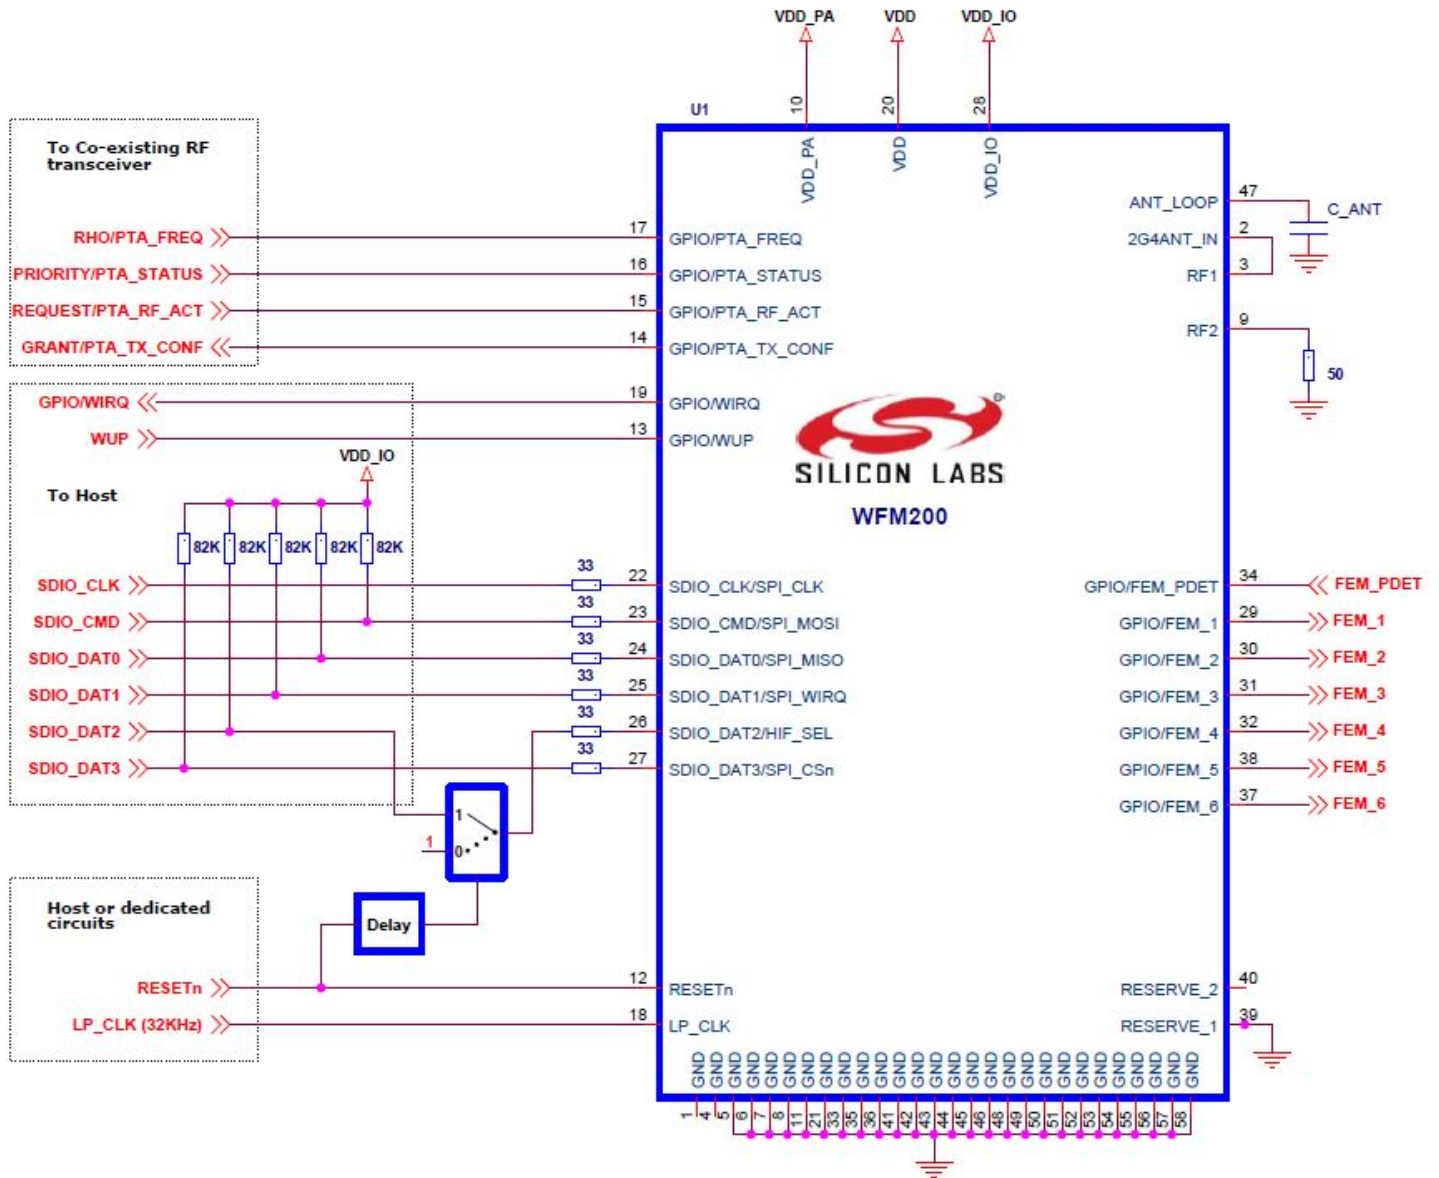 VDD_PA VDD VDD_IO
U1
10 20 28
VDD_PA VDD VDD_IO
To Co-existing RF
transceiver
RHO/PTA_FREQ 17 GPIO/PTA_FREQ
PRIORITY/PTA_STATUS 16 GPIO/PTA_STATUS
REQUEST/PTA_RF_ACT 15 GPIO/PTA_RF_ACT
GRANT/PTA_TX_CONF 14 GPIO/PTA_TX_CONF
ANT_LOOP 47 C_ANT
2G4ANT_IN 2
RF1 3
RF2 9
50
GPIO/WIRQ 19 GPIO/WIRQ
WUP 13 GPIO/WUP
VDD_IO
To Host
82K 82K 82K 82K 82K
®
SILICON LABS
WFM200
SDIO_CLK 33 22 SDIO_CLK/SPI_CLK
SDIO_CMD 33 23 SDIO_CMD/SPI_MOSI
SDIO_DAT0 33 24 SDIO_DAT0/SPI_MISO
SDIO_DAT1 33 25 SDIO_DAT1/SPI_WIRQ
SDIO_DAT2 33 26 SDIO_DAT2/HIF_SEL
SDIO_DAT3 33 27 SDIO_DAT3/SPI_CSn
GPIO/FEM_PDET 34 FEM_PDET
GPIO/FEM_1 29 FEM_1
GPIO/FEM_2 30 FEM_2
GPIO/FEM_3 31 FEM_3
GPIO/FEM_4 32 FEM_4
GPIO/FEM_5 38 FEM_5
GPIO/FEM_6 37 FEM_6
1
1 0
Delay
Host or dedicated
circuits
RESETn 12 RESETn
LP_CLK (32KHz) 18 LP_CLK
RESERVE_2 40
RESERVE_1 39
GND GND GND GND GND GND GND GND GND GND GND GND GND GND GND GND GND GND GND GND GND GND GND GND GND GND GND GND
1 4 5 6 7 8 11 21 33 35 36 41 42 43 44 45 46 48 49 50 51 52 53 54 55 56 57 58